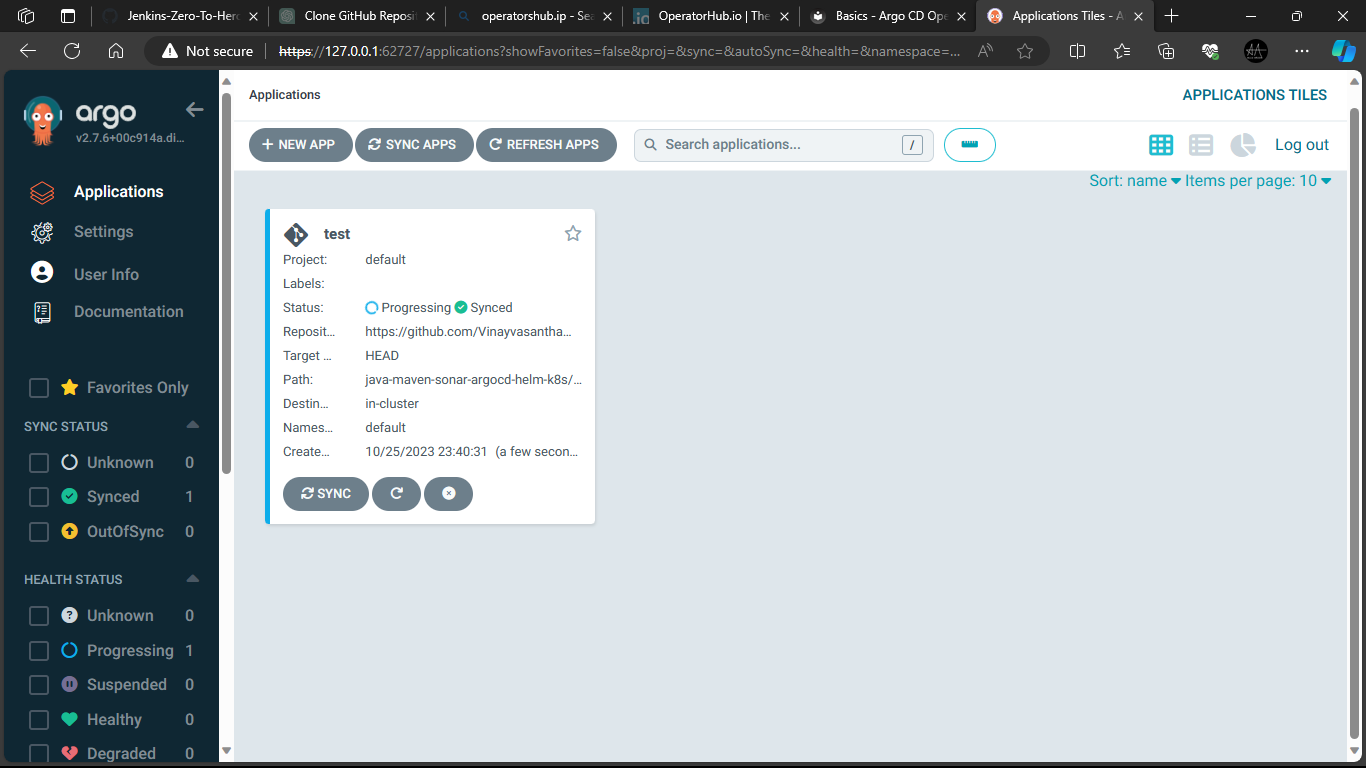 Jenkins-Zero-To-Her
Clone GitHub Reposi
operatorshub.ip - Sea
OperatorHub.io | The
Basics - Argo CD Ope
Applications Tiles - A
Not secure
https://127.0.0.1:62727/applications?showFavorites=false&proj=&sync=&autoSync=&health=&namespace=...
argo
v2.7.6+00c914a.di...
Applications
Settings
User Info
Documentation
Favorites Only
SYNC STATUS
Unknown 0
Synced 1
OutOfSync 0
HEALTH STATUS
Unknown 0
Progressing 1
Suspended 0
Healthy 0
Degraded 0
Applications
APPLICATIONS TILES
+ NEW APP
SYNC APPS
REFRESH APPS
Search applications... /
Log out
Sort: name Items per page: 10
test
Project: default
Labels:
Status: Progressing Synced
Reposit... https://github.com/Vinayvasantha...
Target ... HEAD
Path: java-maven-sonar-argocd-helm-k8s/...
Destin... in-cluster
Names... default
Create... 10/25/2023 23:40:31 (a few secon...
SYNC